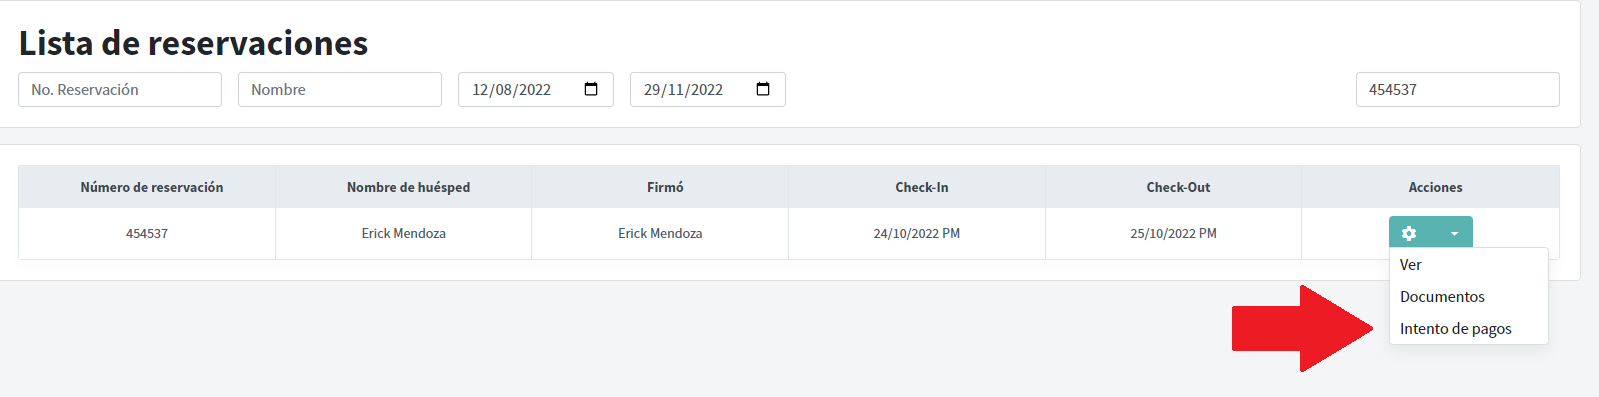 Lista de reservaciones
No. Reservación Nombre 12/08/2022 29/11/2022 454537
Número de reservación Nombre de huésped Firmó Check-In Check-Out Acciones
454537 Erick Mendoza Erick Mendoza 24/10/2022 PM 25/10/2022 PM
Ver
Documentos
Intento de pagos